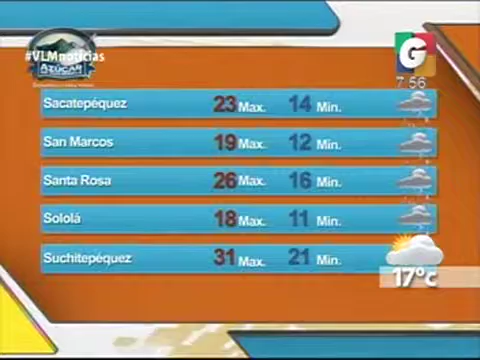 #VLMnoticias
AZÚCAR
G
7:56
Sacatepéquez 23 Max. 14 Min.
San Marcos 19 Max. 12 Min.
Santa Rosa 26 Max. 16 Min.
Sololá 18 Max. 11 Min.
Suchitepéquez 31 Max. 21 Min.
17°c